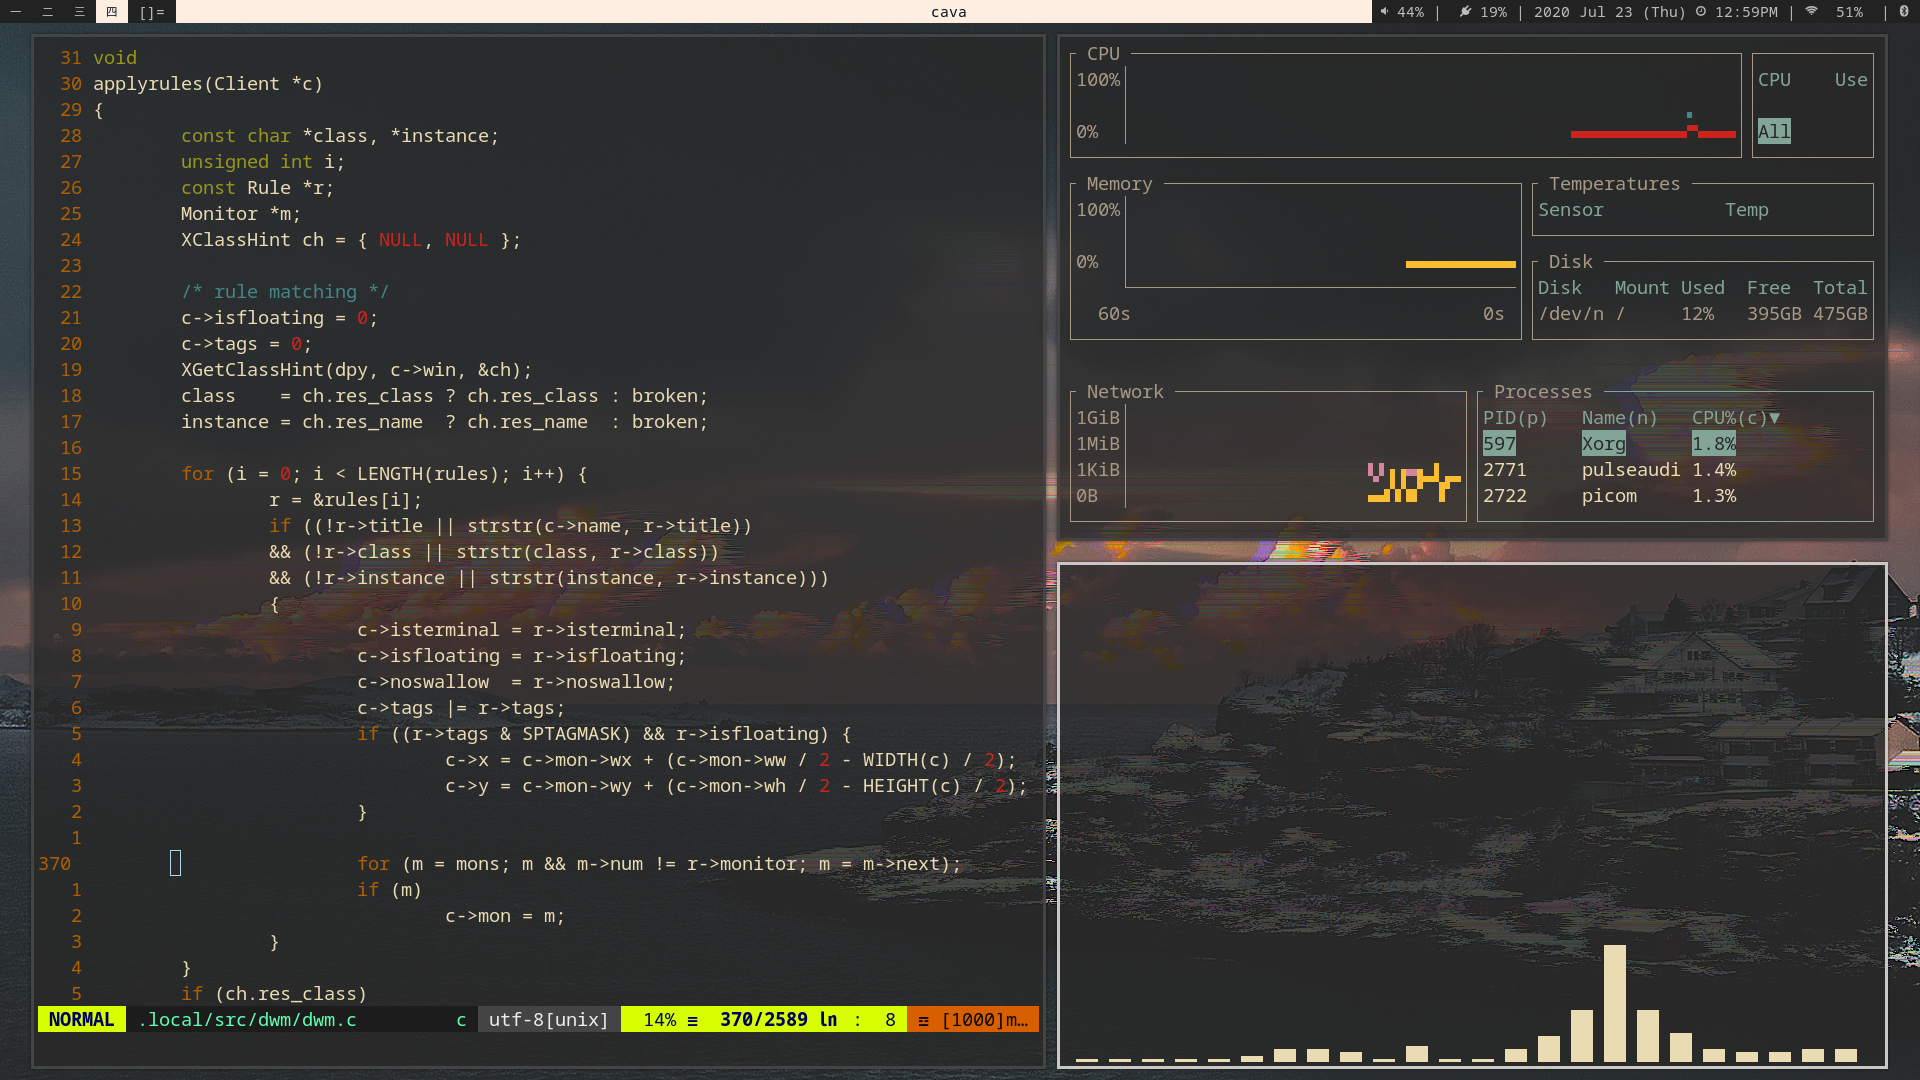 一 二 三 四 []= cava 44% | 19% | 2020 Jul 23 (Thu) 12:59PM | 51% |
31 void
30 applyrules(Client *c)
29 {
28 const char *class, *instance;
27 unsigned int i;
26 const Rule *r;
25 Monitor *m;
24 XClassHint ch = { NULL, NULL };
23
22 /* rule matching */
21 c->isfloating = 0;
20 c->tags = 0;
19 XGetClassHint(dpy, c->win, &ch);
18 class    = ch.res_class ? ch.res_class : broken;
17 instance = ch.res_name  ? ch.res_name  : broken;
16
15 for (i = 0; i < LENGTH(rules); i++) {
14 r = &rules[i];
13 if ((!r->title || strstr(c->name, r->title))
12 && (!r->class || strstr(class, r->class))
11 && (!r->instance || strstr(instance, r->instance)))
10 {
9 c->isterminal = r->isterminal;
8 c->isfloating = r->isfloating;
7 c->noswallow  = r->noswallow;
6 c->tags |= r->tags;
5 if ((r->tags & SPTAGMASK) && r->isfloating) {
4 c->x = c->mon->wx + (c->mon->ww / 2 - WIDTH(c) / 2);
3 c->y = c->mon->wy + (c->mon->wh / 2 - HEIGHT(c) / 2);
2 }
1
370 for (m = mons; m && m->num != r->monitor; m = m->next);
1 if (m)
2 c->mon = m;
3 }
4 }
5 if (ch.res_class)
NORMAL .local/src/dwm/dwm.c c utf-8[unix] 14% ≡ 370/2589 ln : 8 ☲ [1000]m…
CPU
100%
0%
CPU Use
All
Memory
100%
0%
60s 0s
Temperatures
Sensor Temp
Disk
Disk Mount Used Free Total
/dev/n / 12% 395GB 475GB
Network
1GiB
1MiB
1KiB
0B
Processes
PID(p) Name(n) CPU%(c)▼
597 Xorg 1.8%
2771 pulseaudi 1.4%
2722 picom 1.3%